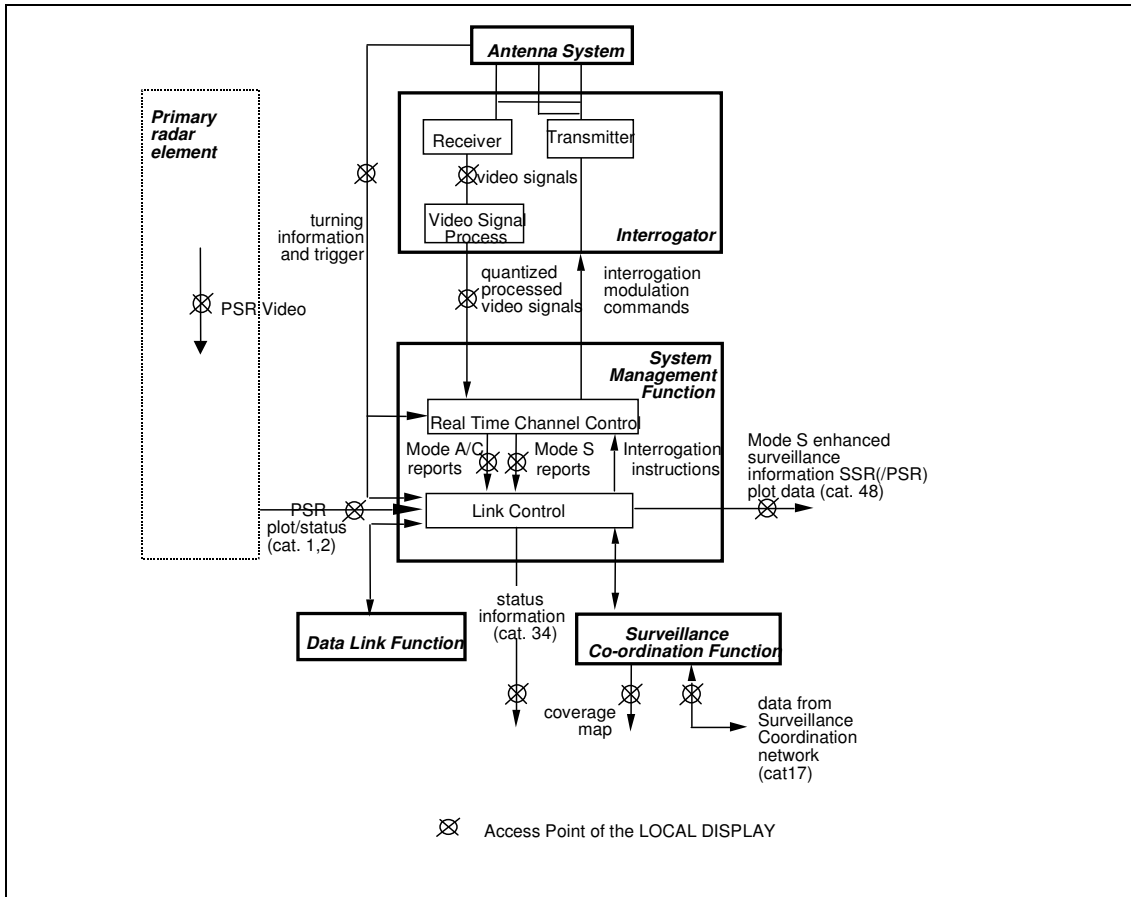 Antenna System
Primary
radar
element
Receiver
Transmitter
video signals
Video Signal
Process
Interrogator
turning
information
and trigger
quantized
processed
video signals
interrogation
modulation
commands
PSR Video
System
Management
Function
Real Time Channel Control
Mode A/C
reports
Mode S
reports
Interrogation
instructions
Mode S enhanced
surveillance
information SSR(/PSR)
plot data (cat. 48)
Link Control
PSR
plot/status
(cat. 1,2)
status
information
(cat. 34)
Data Link Function
Surveillance
Co-ordination Function
coverage
map
data from
Surveillance
Coordination
network
(cat17)
Access Point of the LOCAL DISPLAY